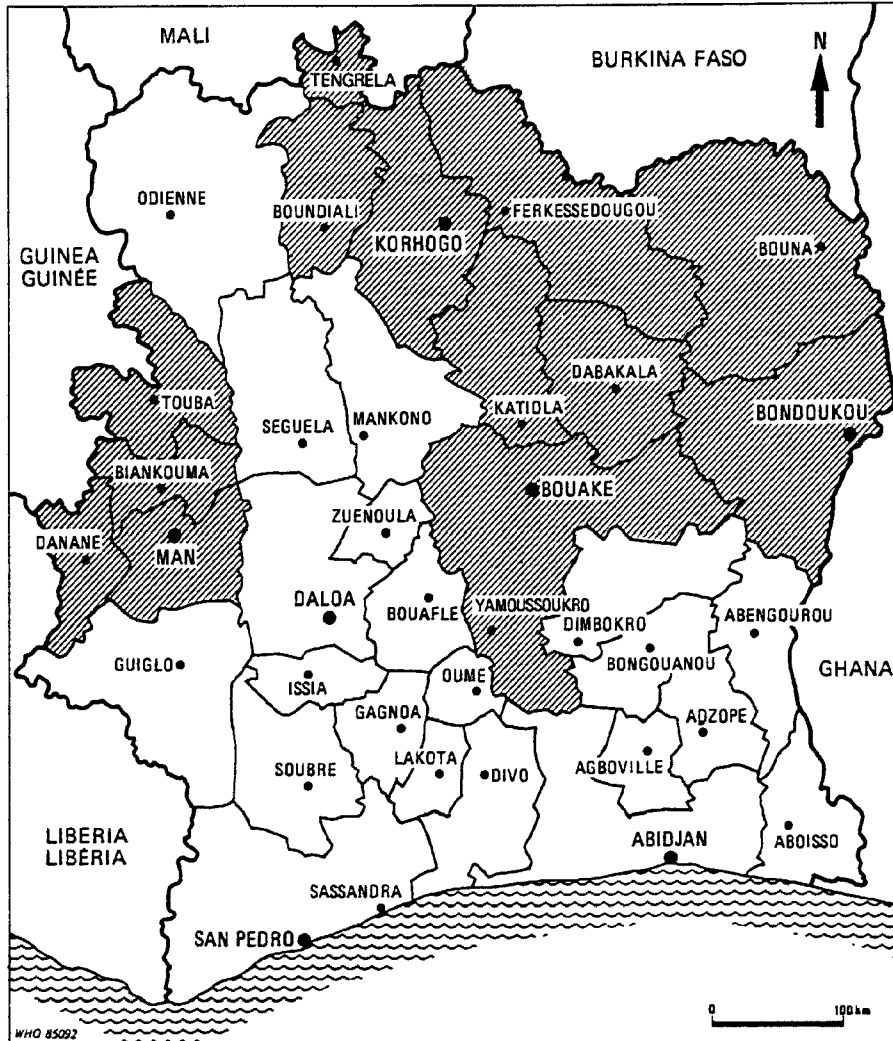 MALI
BURKINA FASO
N
TENGRELA
ODIENNE
BOUNDIALI
KORHOGO
FERKESSEDOUGOU
BOUNA
GUINEA
GUINÉE
TOUBA
SEGUELA
MANKONO
KATIOLA
DABAKALA
BONDOUKOU
BIANKOUMA
BOUAKE
DANANE
MAN
ZUENOULA
DALOA
BOUAFLE
YAMOUSSOUKRO
DIMBOKRO
ABENGOUROU
GUIGLO
ISSIA
OUME
BONGOUANOU
GHANA
GAGNOA
ADZOPE
SOUBRE
LAKOTA
DIVO
AGBOVILLE
LIBERIA
LIBÉRIA
ABIDJAN
ABOISSO
SASSANDRA
SAN PEDRO
0 100 km
WHO 85092